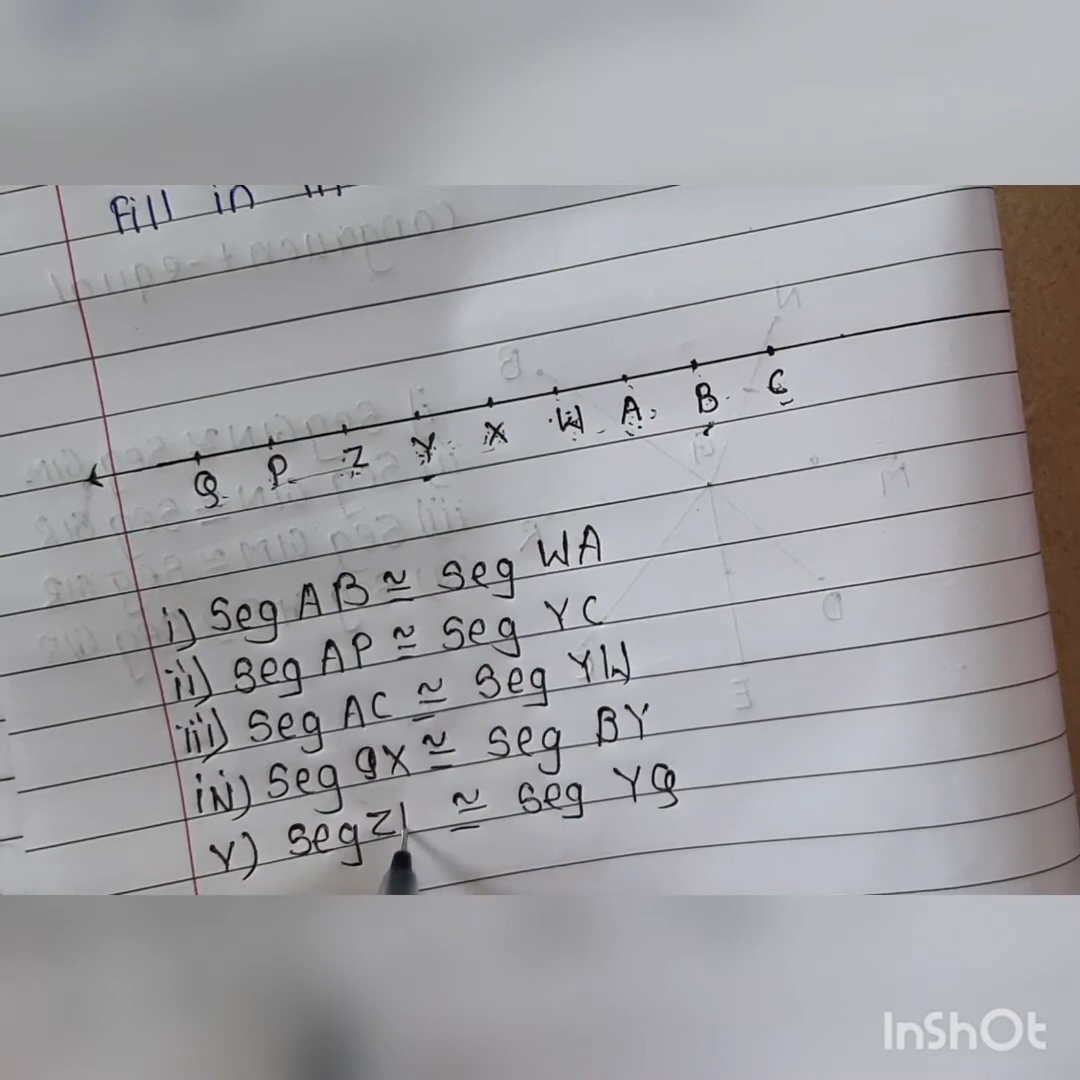 Fill in
Q P Z Y X W A B C
i) Seg AB ≅ Seg WA
ii) Seg AP ≅ Seg YC
iii) Seg AC ≅ Seg YW
iv) Seg QX ≅ Seg BY
v) Seg Z ≅ Seg YQ
InShOt